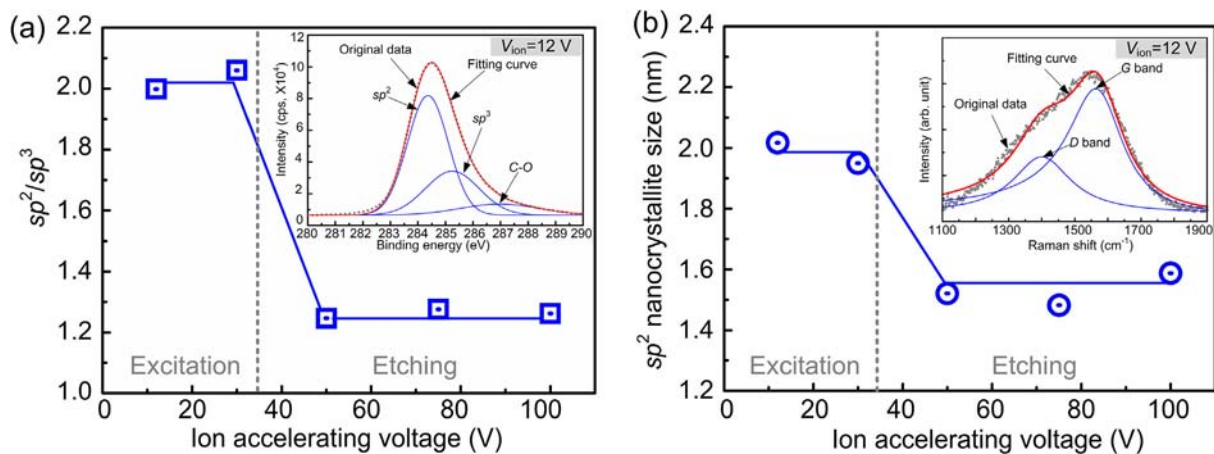 (a)
2.2
2.0
1.8
1.6
1.4
1.2
1.0
sp²/sp³
0 20 40 60 80 100
Ion accelerating voltage (V)
Excitation
Etching
12
10
8
6
4
2
0
Intensity (cps, X10⁴)
V_ion=12 V
Original data
Fitting curve
sp²
sp³
C-O
280 281 282 283 284 285 286 287 288 289 290
Binding energy (eV)
(b)
2.4
2.2
2.0
1.8
1.6
1.4
1.2
sp² nanocrystallite size (nm)
0 20 40 60 80 100
Ion accelerating voltage (V)
Excitation
Etching
V_ion=12 V
Fitting curve
G band
Original data
D band
Intensity (arb. unit)
1100 1300 1500 1700 1900
Raman shift (cm⁻¹)